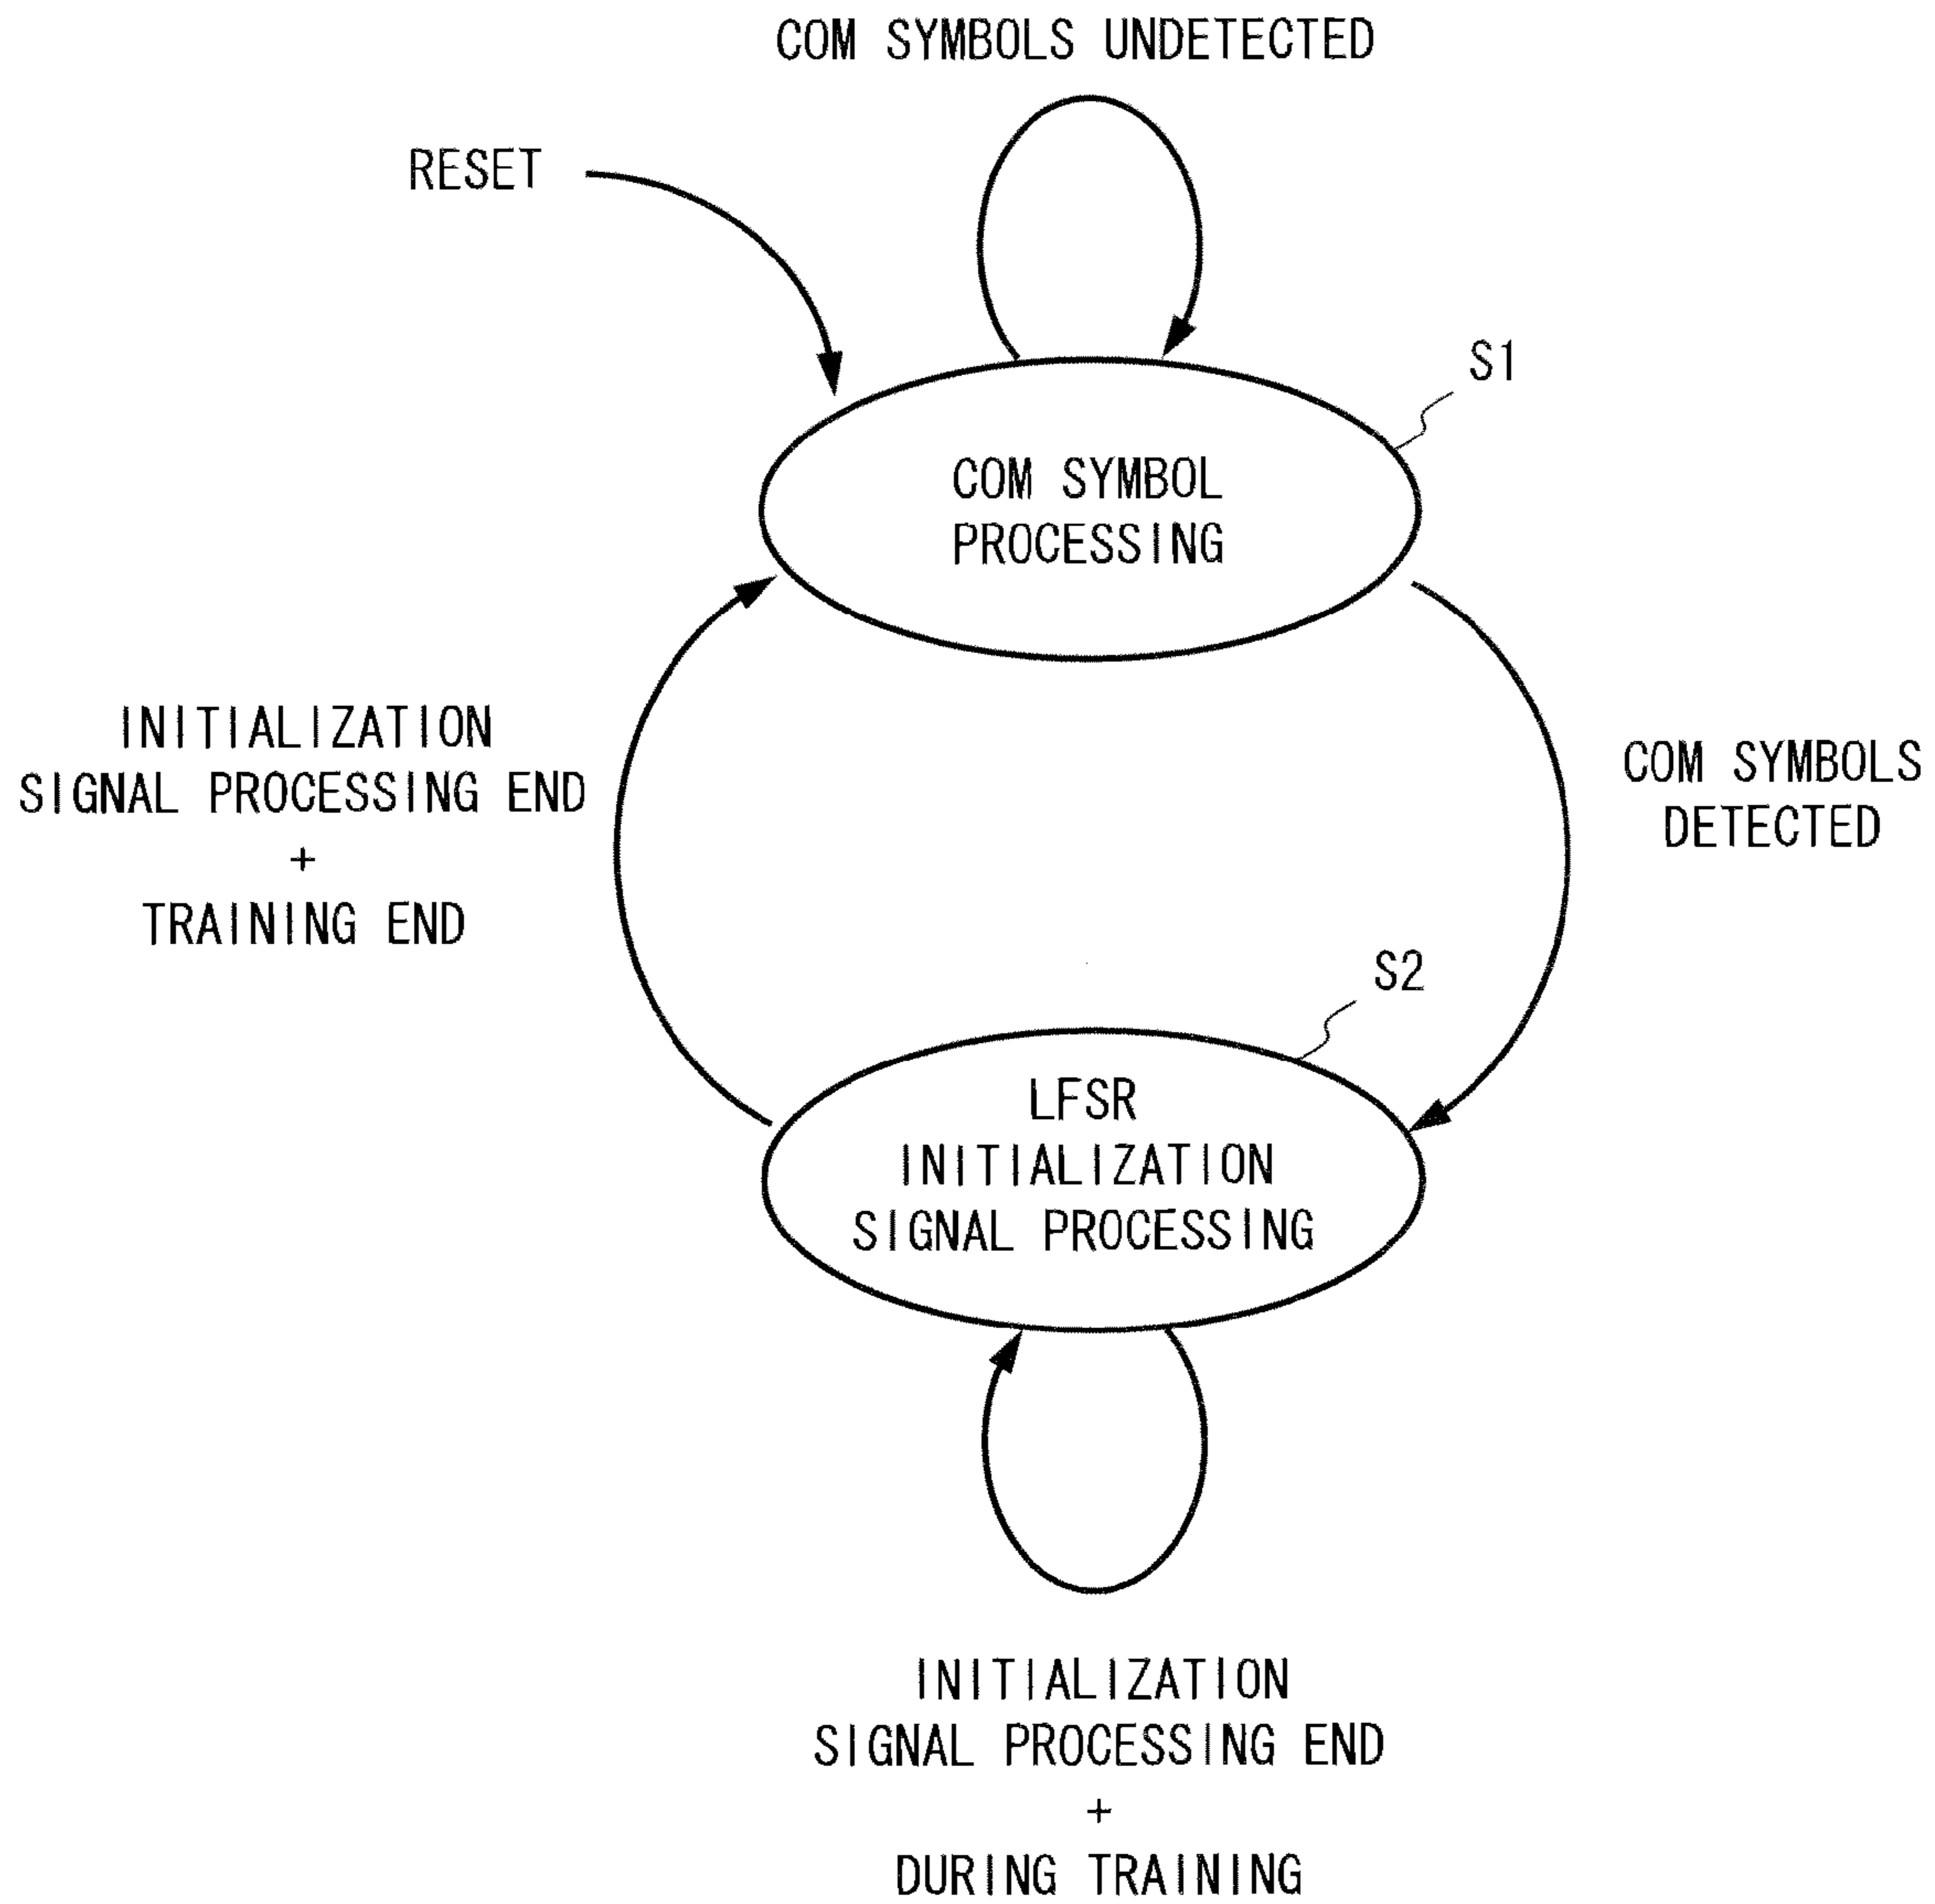 COM SYMBOLS UNDETECTED
RESET
S1
COM SYMBOL
PROCESSING
INITIALIZATION
SIGNAL PROCESSING END
+
TRAINING END
COM SYMBOLS
DETECTED
S2
LFSR
INITIALIZATION
SIGNAL PROCESSING
INITIALIZATION
SIGNAL PROCESSING END
+
DURING TRAINING